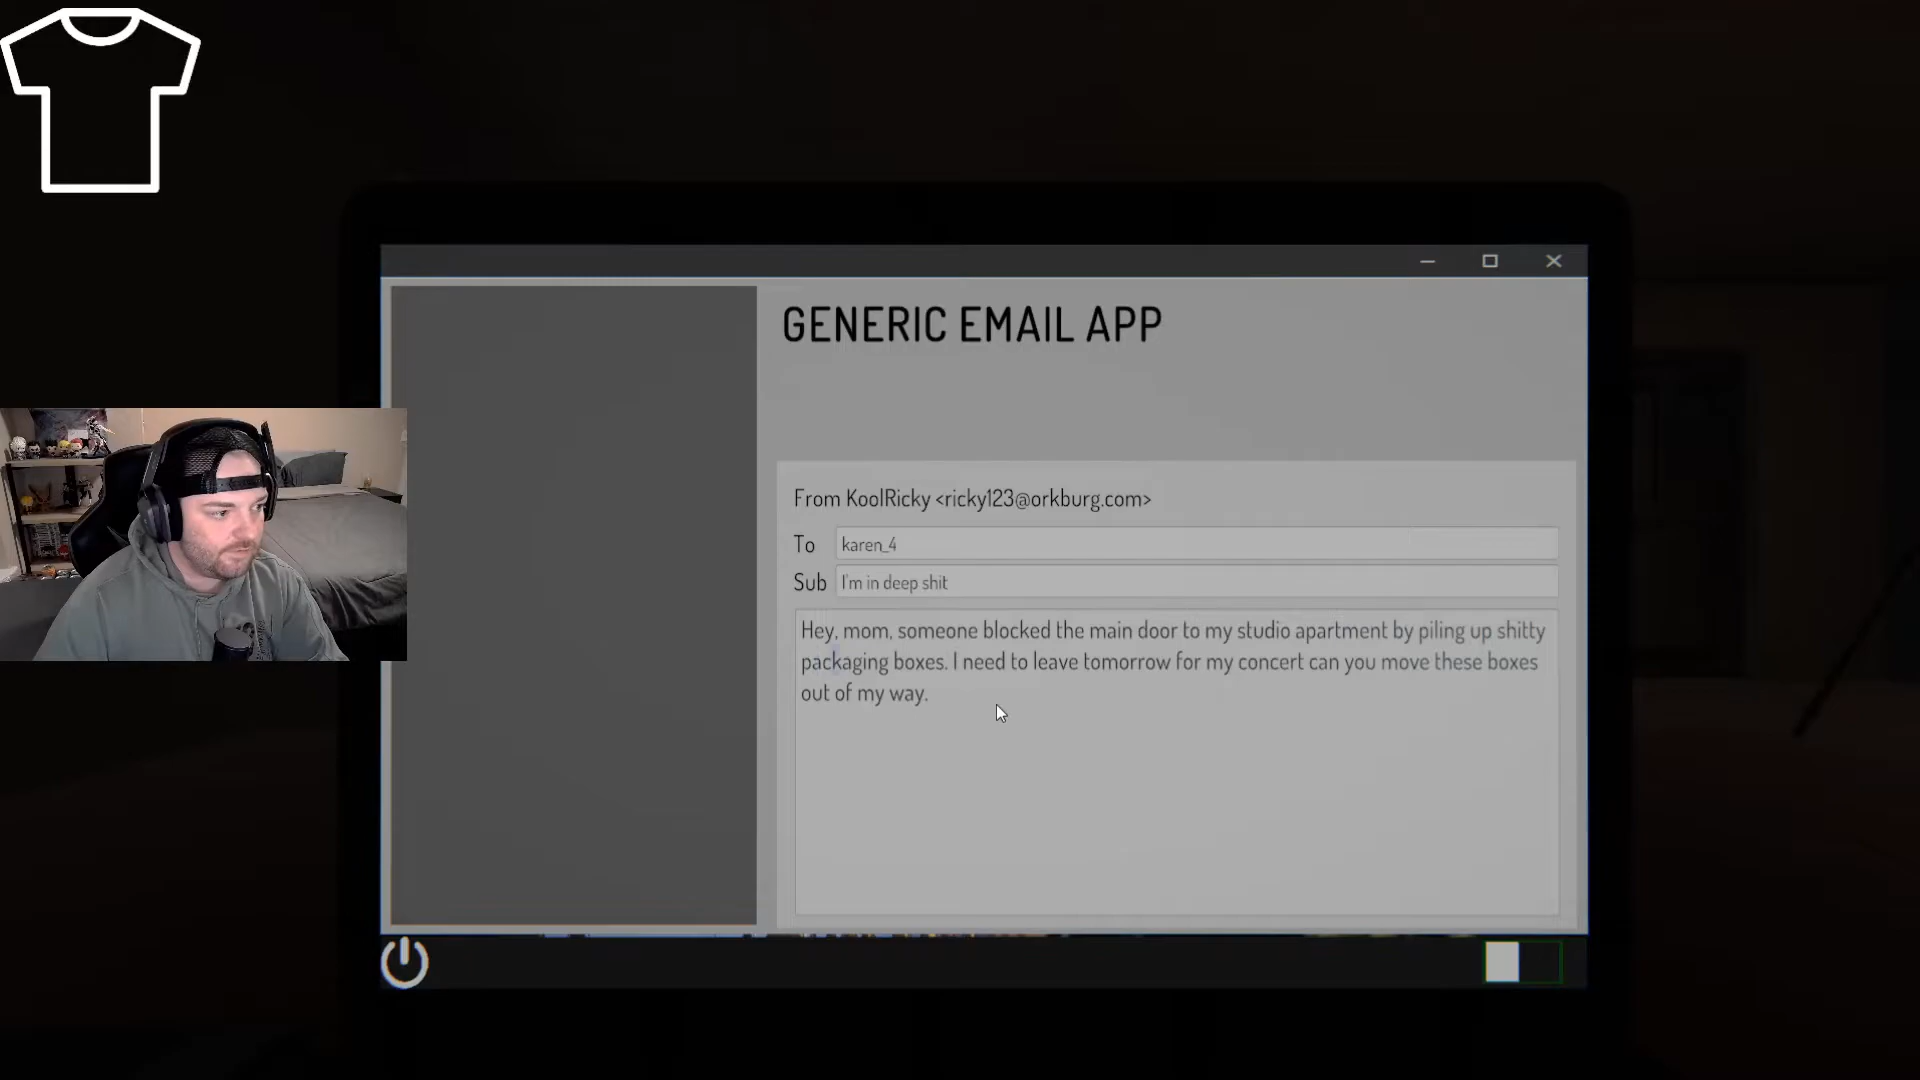 GENERIC EMAIL APP
From KoolRicky <ricky123@orkburg.com>
To karen_4
Sub I'm in deep shit
Hey, mom, someone blocked the main door to my studio apartment by piling up shitty
packaging boxes. I need to leave tomorrow for my concert can you move these boxes
out of my way.